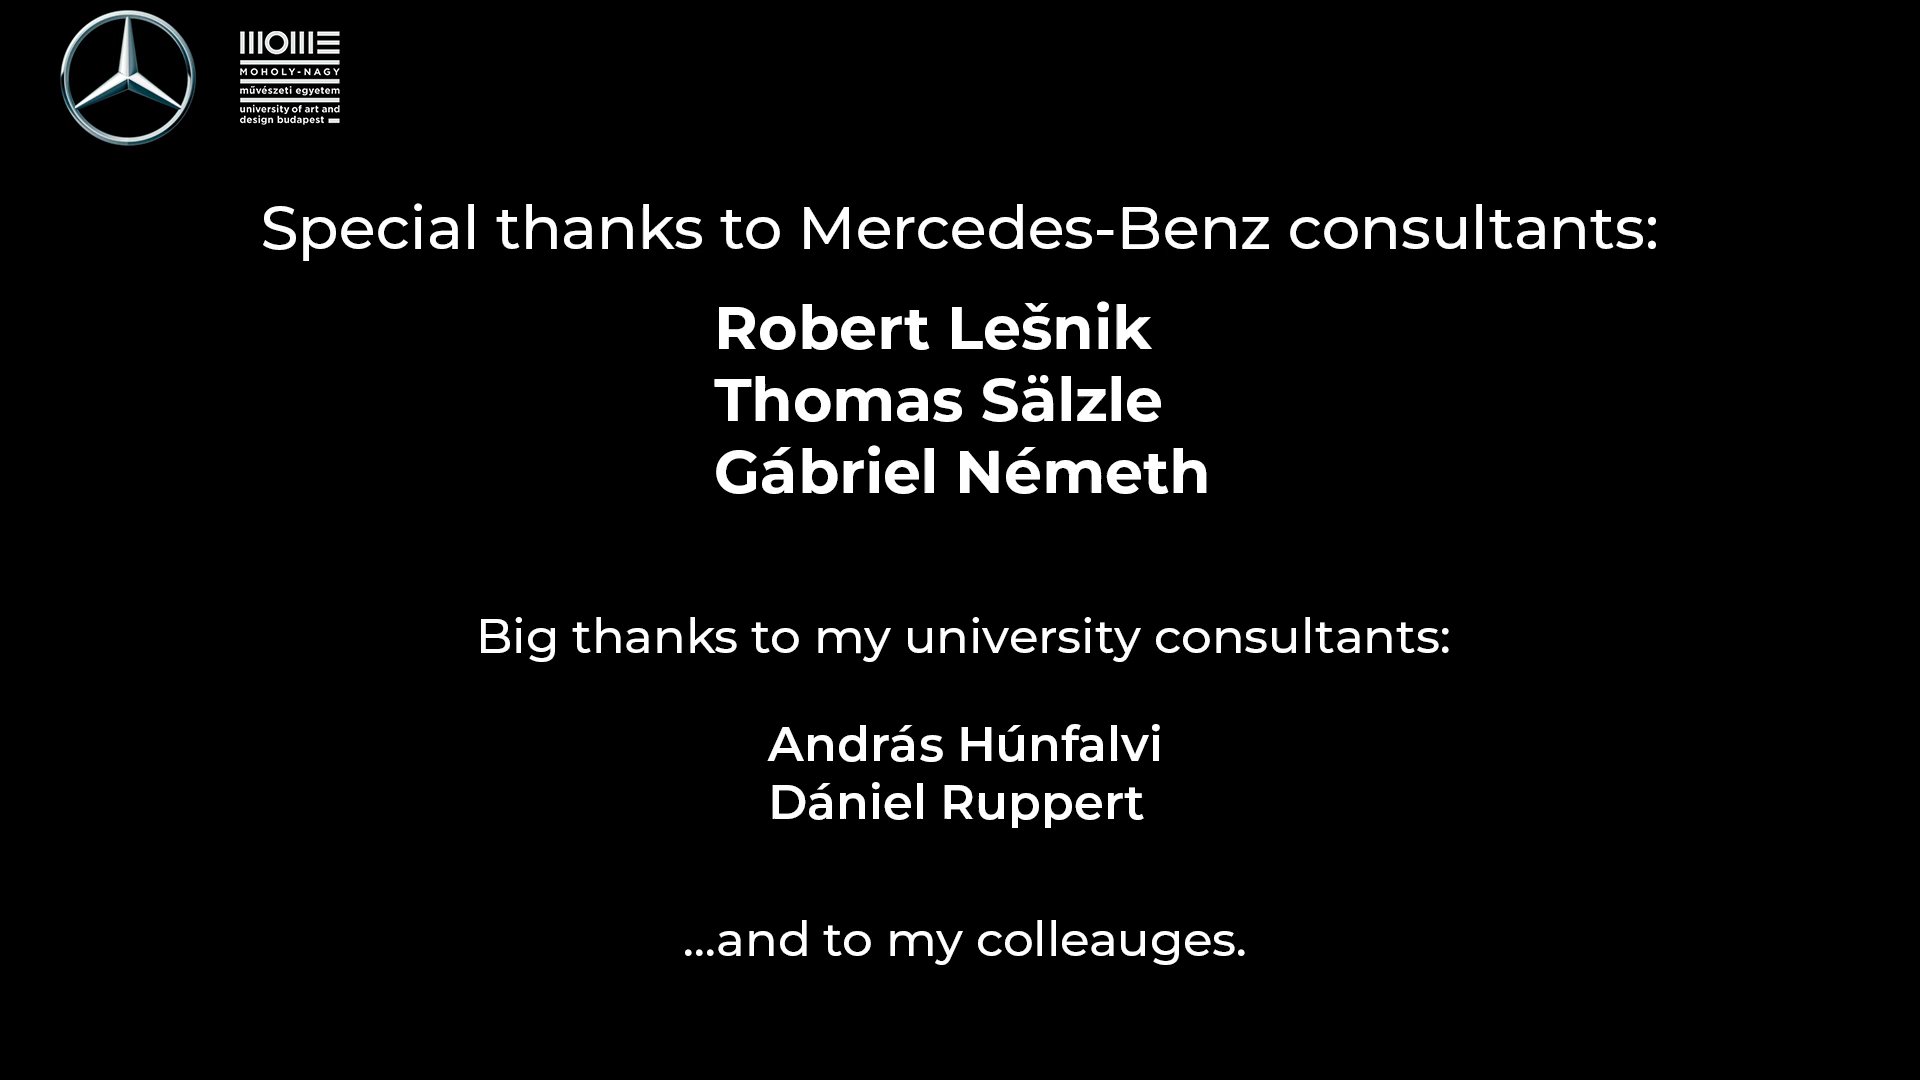 MOME
MOHOLY-NAGY
művészeti egyetem
university of art and
design budapest
Special thanks to Mercedes-Benz consultants:
Robert Lešnik
Thomas Sälzle
Gábriel Németh
Big thanks to my university consultants:
András Húnfalvi
Dániel Ruppert
...and to my colleauges.